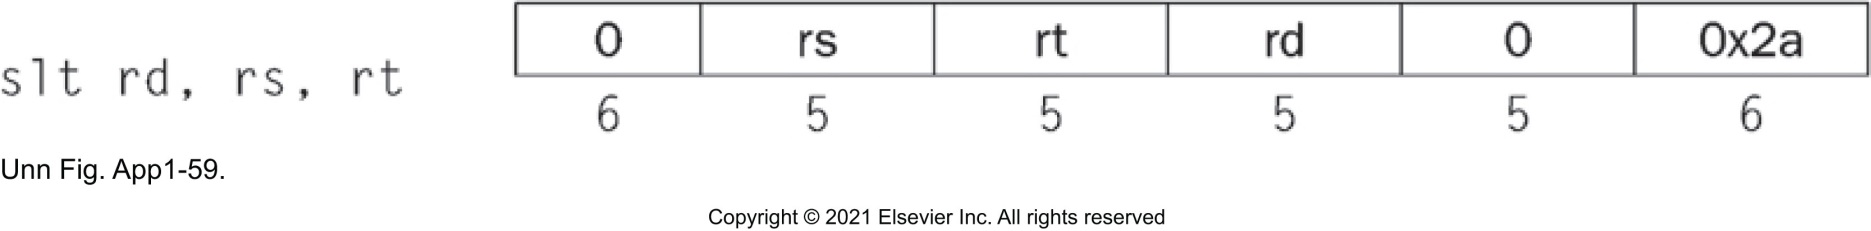 slt rd, rs, rt 0 rs rt rd 0 0x2a
6 5 5 5 5 6
Unn Fig. App1-59.
Copyright © 2021 Elsevier Inc. All rights reserved